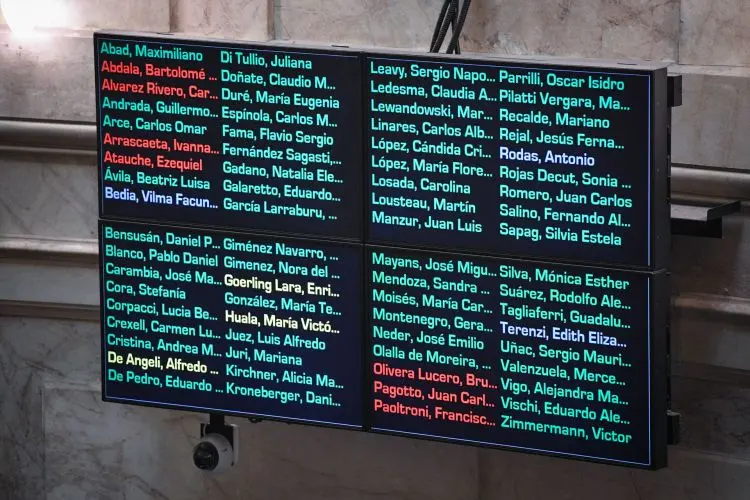 Abad, Maximiliano
Abdala, Bartolomé ...
Alvarez Rivero, Car...
Andrada, Guillermo...
Arce, Carlos Omar
Arrascaeta, Ivanna...
Atauche, Ezequiel
Ávila, Beatriz Luisa
Bedia, Vilma Facun...
Di Tullio, Juliana
Doñate, Claudio M...
Duré, María Eugenia
Espínola, Carlos M...
Fama, Flavio Sergio
Fernández Sagasti,...
Gadano, Natalia Ele...
Galaretto, Eduardo...
García Larraburu, ...
Leavy, Sergio Napo...
Ledesma, Claudia A...
Lewandowski, Mar...
Linares, Carlos Alb...
López, Cándida Cri...
López, María Flore...
Losada, Carolina
Lousteau, Martín
Manzur, Juan Luis
Parrilli, Oscar Isidro
Pilatti Vergara, Ma...
Recalde, Mariano
Rejal, Jesús Ferna...
Rodas, Antonio
Rojas Decut, Sonia ...
Romero, Juan Carlos
Salino, Fernando Al...
Sapag, Silvia Estela
Bensusán, Daniel P...
Blanco, Pablo Daniel
Carambia, José Ma...
Cora, Stefanía
Corpacci, Lucia Be...
Crexell, Carmen Lu...
Cristina, Andrea M...
De Angeli, Alfredo ...
De Pedro, Eduardo ...
Giménez Navarro, ...
Gimenez, Nora del ...
Goerling Lara, Enri...
González, María Te...
Huala, María Victó...
Juez, Luis Alfredo
Juri, Mariana
Kirchner, Alicia Ma...
Kroneberger, Dani...
Mayans, José Migu...
Mendoza, Sandra ...
Moisés, María Car...
Montenegro, Gera...
Neder, José Emilio
Olalla de Moreira, ...
Olivera Lucero, Bru...
Pagotto, Juan Carl...
Paoltroni, Francisc...
Silva, Mónica Esther
Suárez, Rodolfo Ale...
Tagliaferri, Guadalu...
Terenzi, Edith Eliza...
Uñac, Sergio Mauri...
Valenzuela, Merce...
Vigo, Alejandra Ma...
Vischi, Eduardo Ale...
Zimmermann, Victor